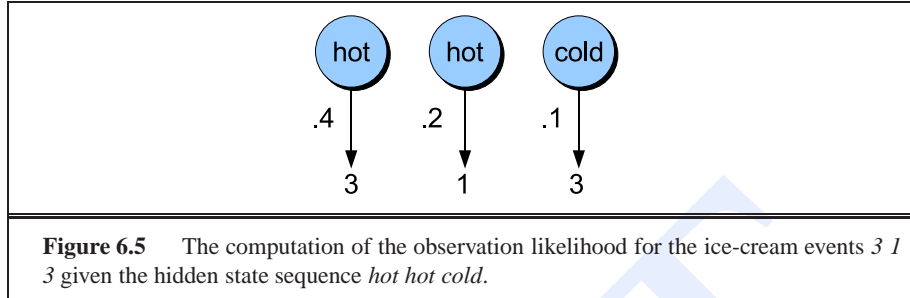 hot hot cold
.4 .2 .1
3 1 3
Figure 6.5 The computation of the observation likelihood for the ice-cream events 3 1
3 given the hidden state sequence hot hot cold.